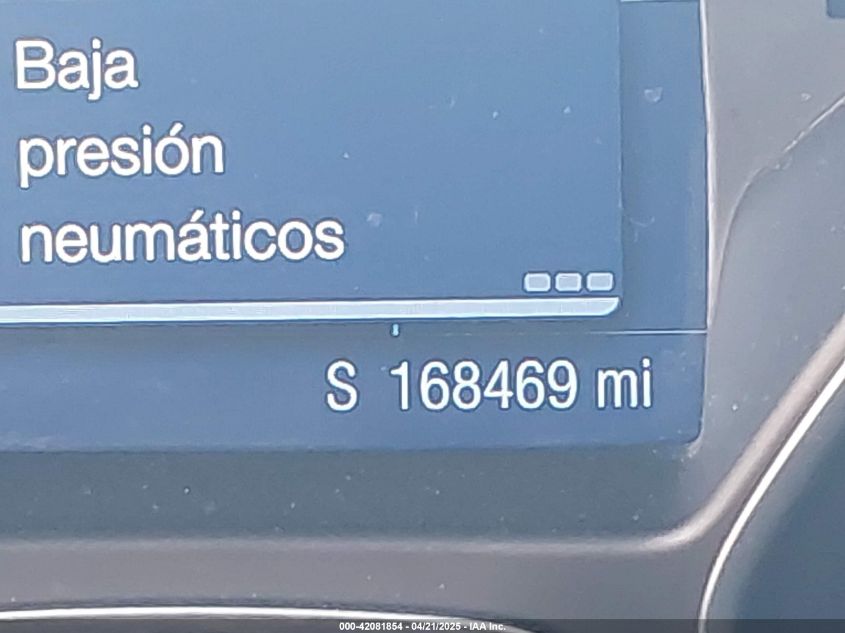 Baja
presión
neumáticos
S 168469 mi
000-42081854 - 04/21/2025 - IAA Inc.